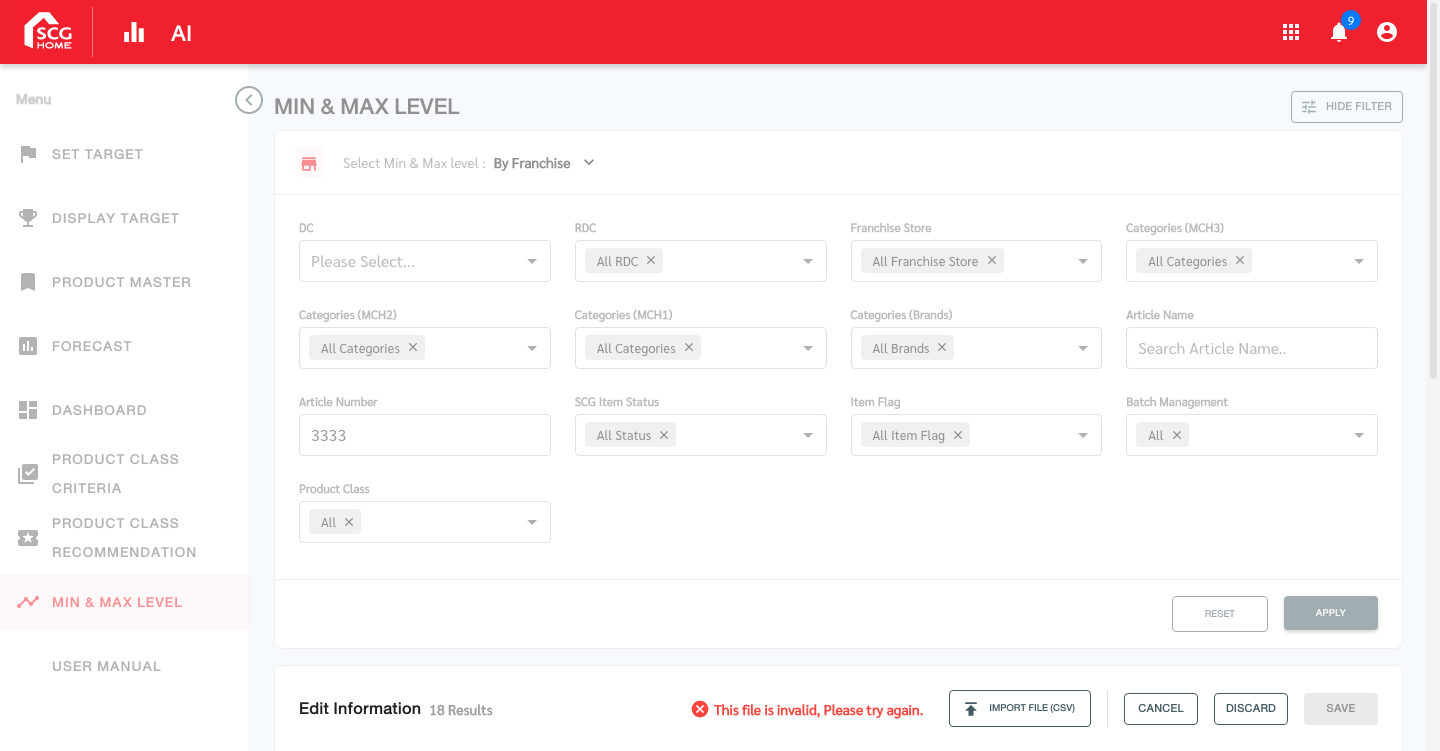 SCG
HOME
AI
9
Menu
MIN & MAX LEVEL
HIDE FILTER
SET TARGET
DISPLAY TARGET
PRODUCT MASTER
FORECAST
DASHBOARD
PRODUCT CLASS
CRITERIA
PRODUCT CLASS
RECOMMENDATION
MIN & MAX LEVEL
USER MANUAL
Select Min & Max level : By Franchise
DC
RDC
Franchise Store
Categories (MCH3)
Please Select...
All RDC
All Franchise Store
All Categories
Categories (MCH2)
Categories (MCH1)
Categories (Brands)
Article Name
All Categories
All Categories
All Brands
Search Article Name..
Article Number
SCG Item Status
Item Flag
Batch Management
3333
All Status
All Item Flag
All
Product Class
All
RESET
APPLY
Edit Information 18 Results
This file is invalid, Please try again.
IMPORT FILE (CSV)
CANCEL
DISCARD
SAVE